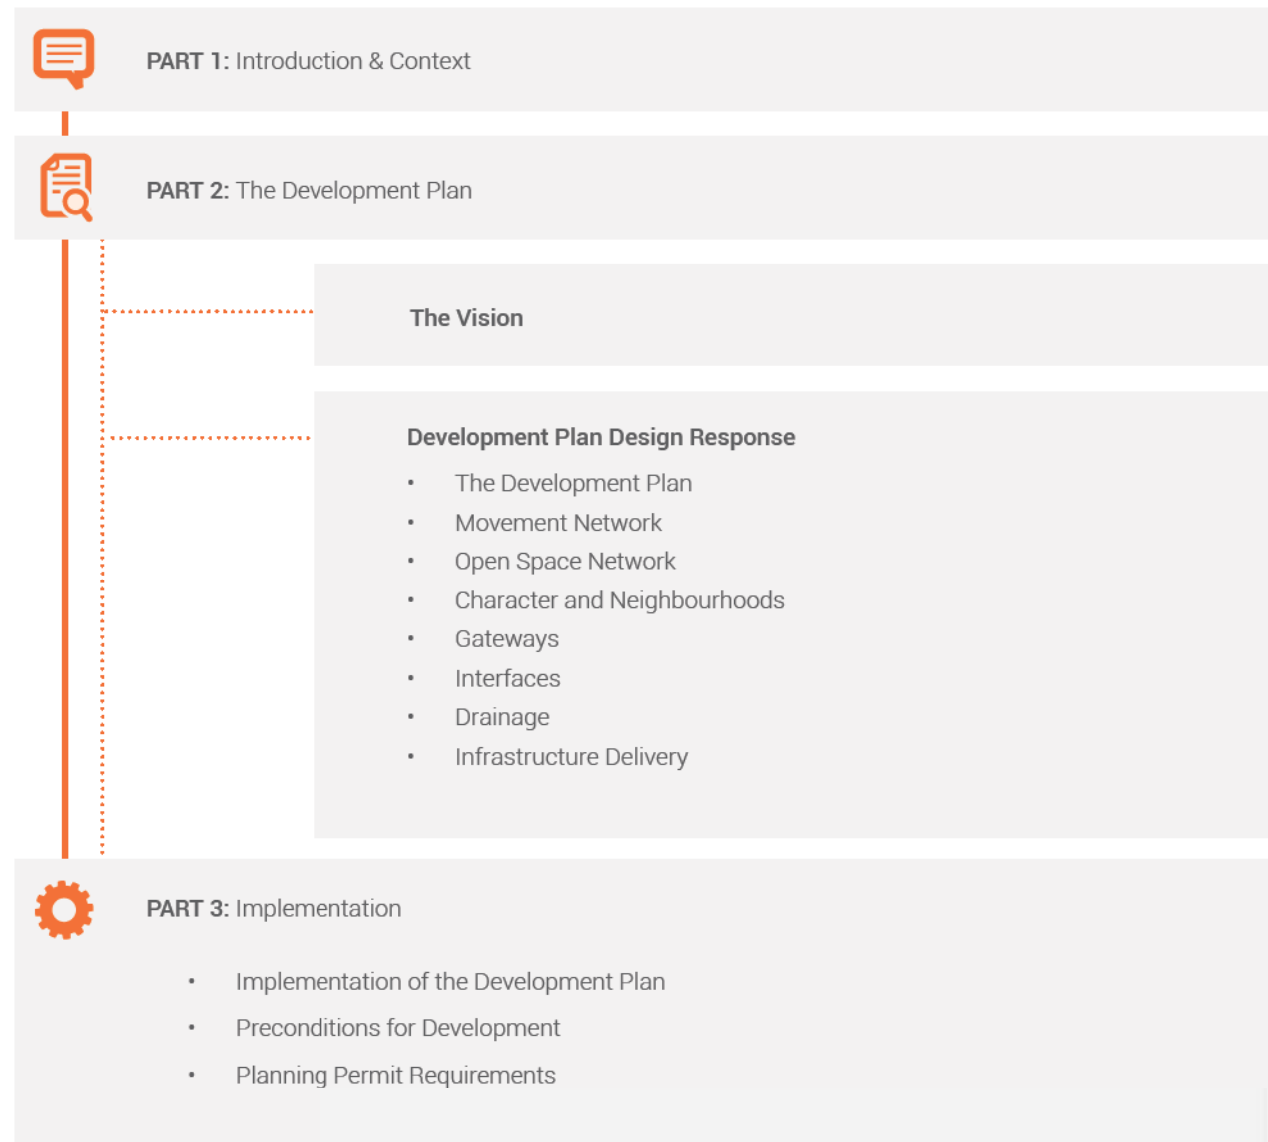 PART 1: Introduction & Context
PART 2: The Development Plan
The Vision
Development Plan Design Response
• The Development Plan
• Movement Network
• Open Space Network
• Character and Neighbourhoods
• Gateways
• Interfaces
• Drainage
• Infrastructure Delivery
PART 3: Implementation
• Implementation of the Development Plan
• Preconditions for Development
• Planning Permit Requirements